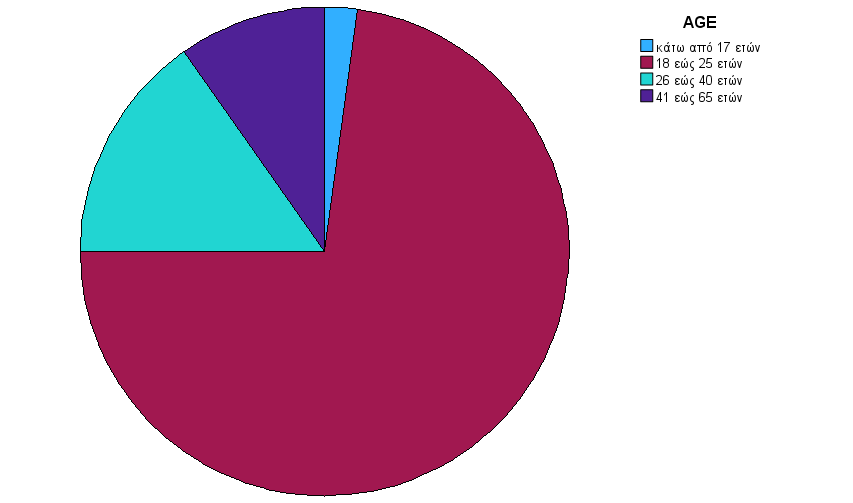 AGE
κάτω από 17 ετών
18 εώς 25 ετών
26 εώς 40 ετών
41 εώς 65 ετών